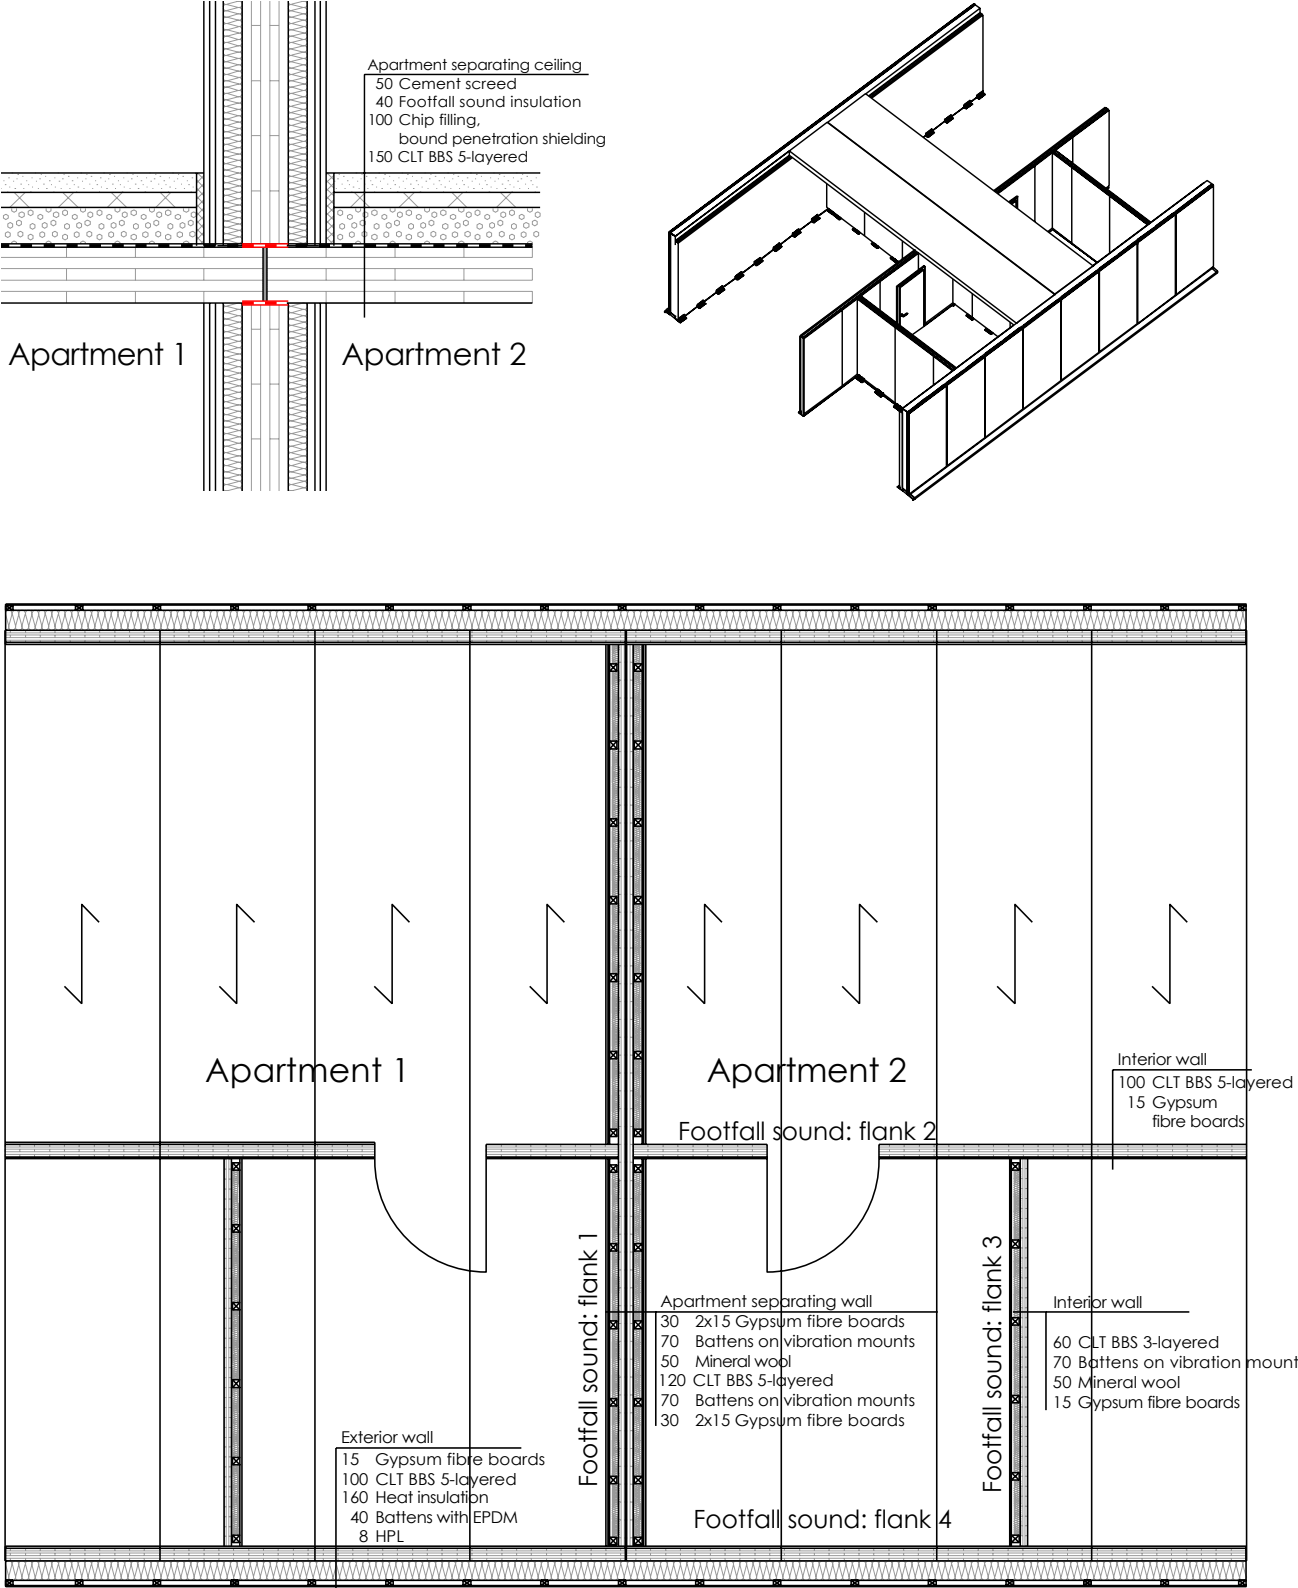 Apartment separating ceiling
50 Cement screed
40 Footfall sound insulation
100 Chip filling,
bound penetration shielding
150 CLT BBS 5-layered
Apartment 1
Apartment 2
Apartment 1
Apartment 2
Interior wall
100 CLT BBS 5-layered
15 Gypsum
fibre boards
Footfall sound: flank 2
Footfall sound: flank 1
Apartment separating wall
30 2x15 Gypsum fibre boards
70 Battens on vibration mounts
50 Mineral wool
120 CLT BBS 5-layered
70 Battens on vibration mounts
30 2x15 Gypsum fibre boards
Footfall sound: flank 3
Interior wall
60 CLT BBS 3-layered
70 Battens on vibration mount
50 Mineral wool
15 Gypsum fibre boards
Exterior wall
15 Gypsum fibre boards
100 CLT BBS 5-layered
160 Heat insulation
40 Battens with EPDM
8 HPL
Footfall sound: flank 4